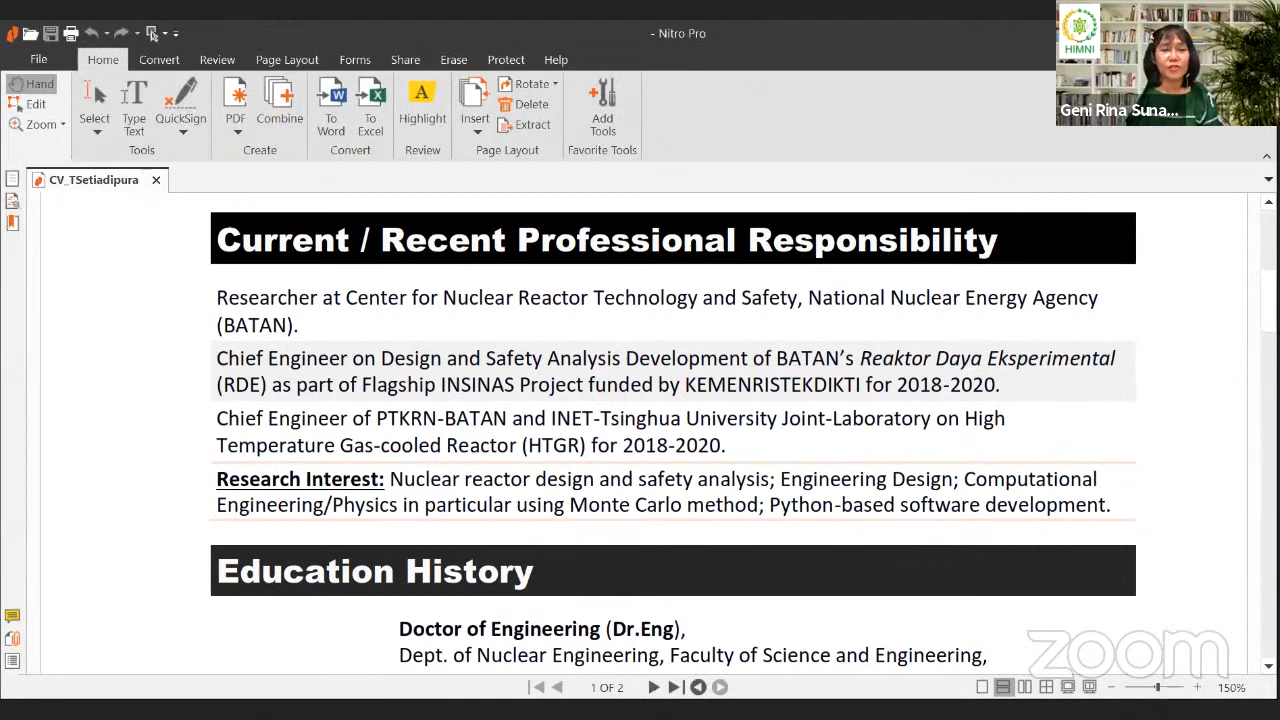 - Nitro Pro
File Home Convert Review Page Layout Forms Share Erase Protect Help
Hand
Edit
Zoom
Select
Type Text
QuickSign
Tools
PDF
Combine
Create
To Word
To Excel
Convert
Highlight
Review
Insert
Rotate
Delete
Extract
Page Layout
Add Tools
Favorite Tools
HIMNI
Geni Rina Suna...
CV_TSetiadipura
Current / Recent Professional Responsibility
Researcher at Center for Nuclear Reactor Technology and Safety, National Nuclear Energy Agency
(BATAN).
Chief Engineer on Design and Safety Analysis Development of BATAN’s Reaktor Daya Eksperimental
(RDE) as part of Flagship INSINAS Project funded by KEMENRISTEKDIKTI for 2018-2020.
Chief Engineer of PTKRN-BATAN and INET-Tsinghua University Joint-Laboratory on High
Temperature Gas-cooled Reactor (HTGR) for 2018-2020.
Research Interest: Nuclear reactor design and safety analysis; Engineering Design; Computational
Engineering/Physics in particular using Monte Carlo method; Python-based software development.
Education History
Doctor of Engineering (Dr.Eng),
Dept. of Nuclear Engineering, Faculty of Science and Engineering,
zoom
1 OF 2
150%